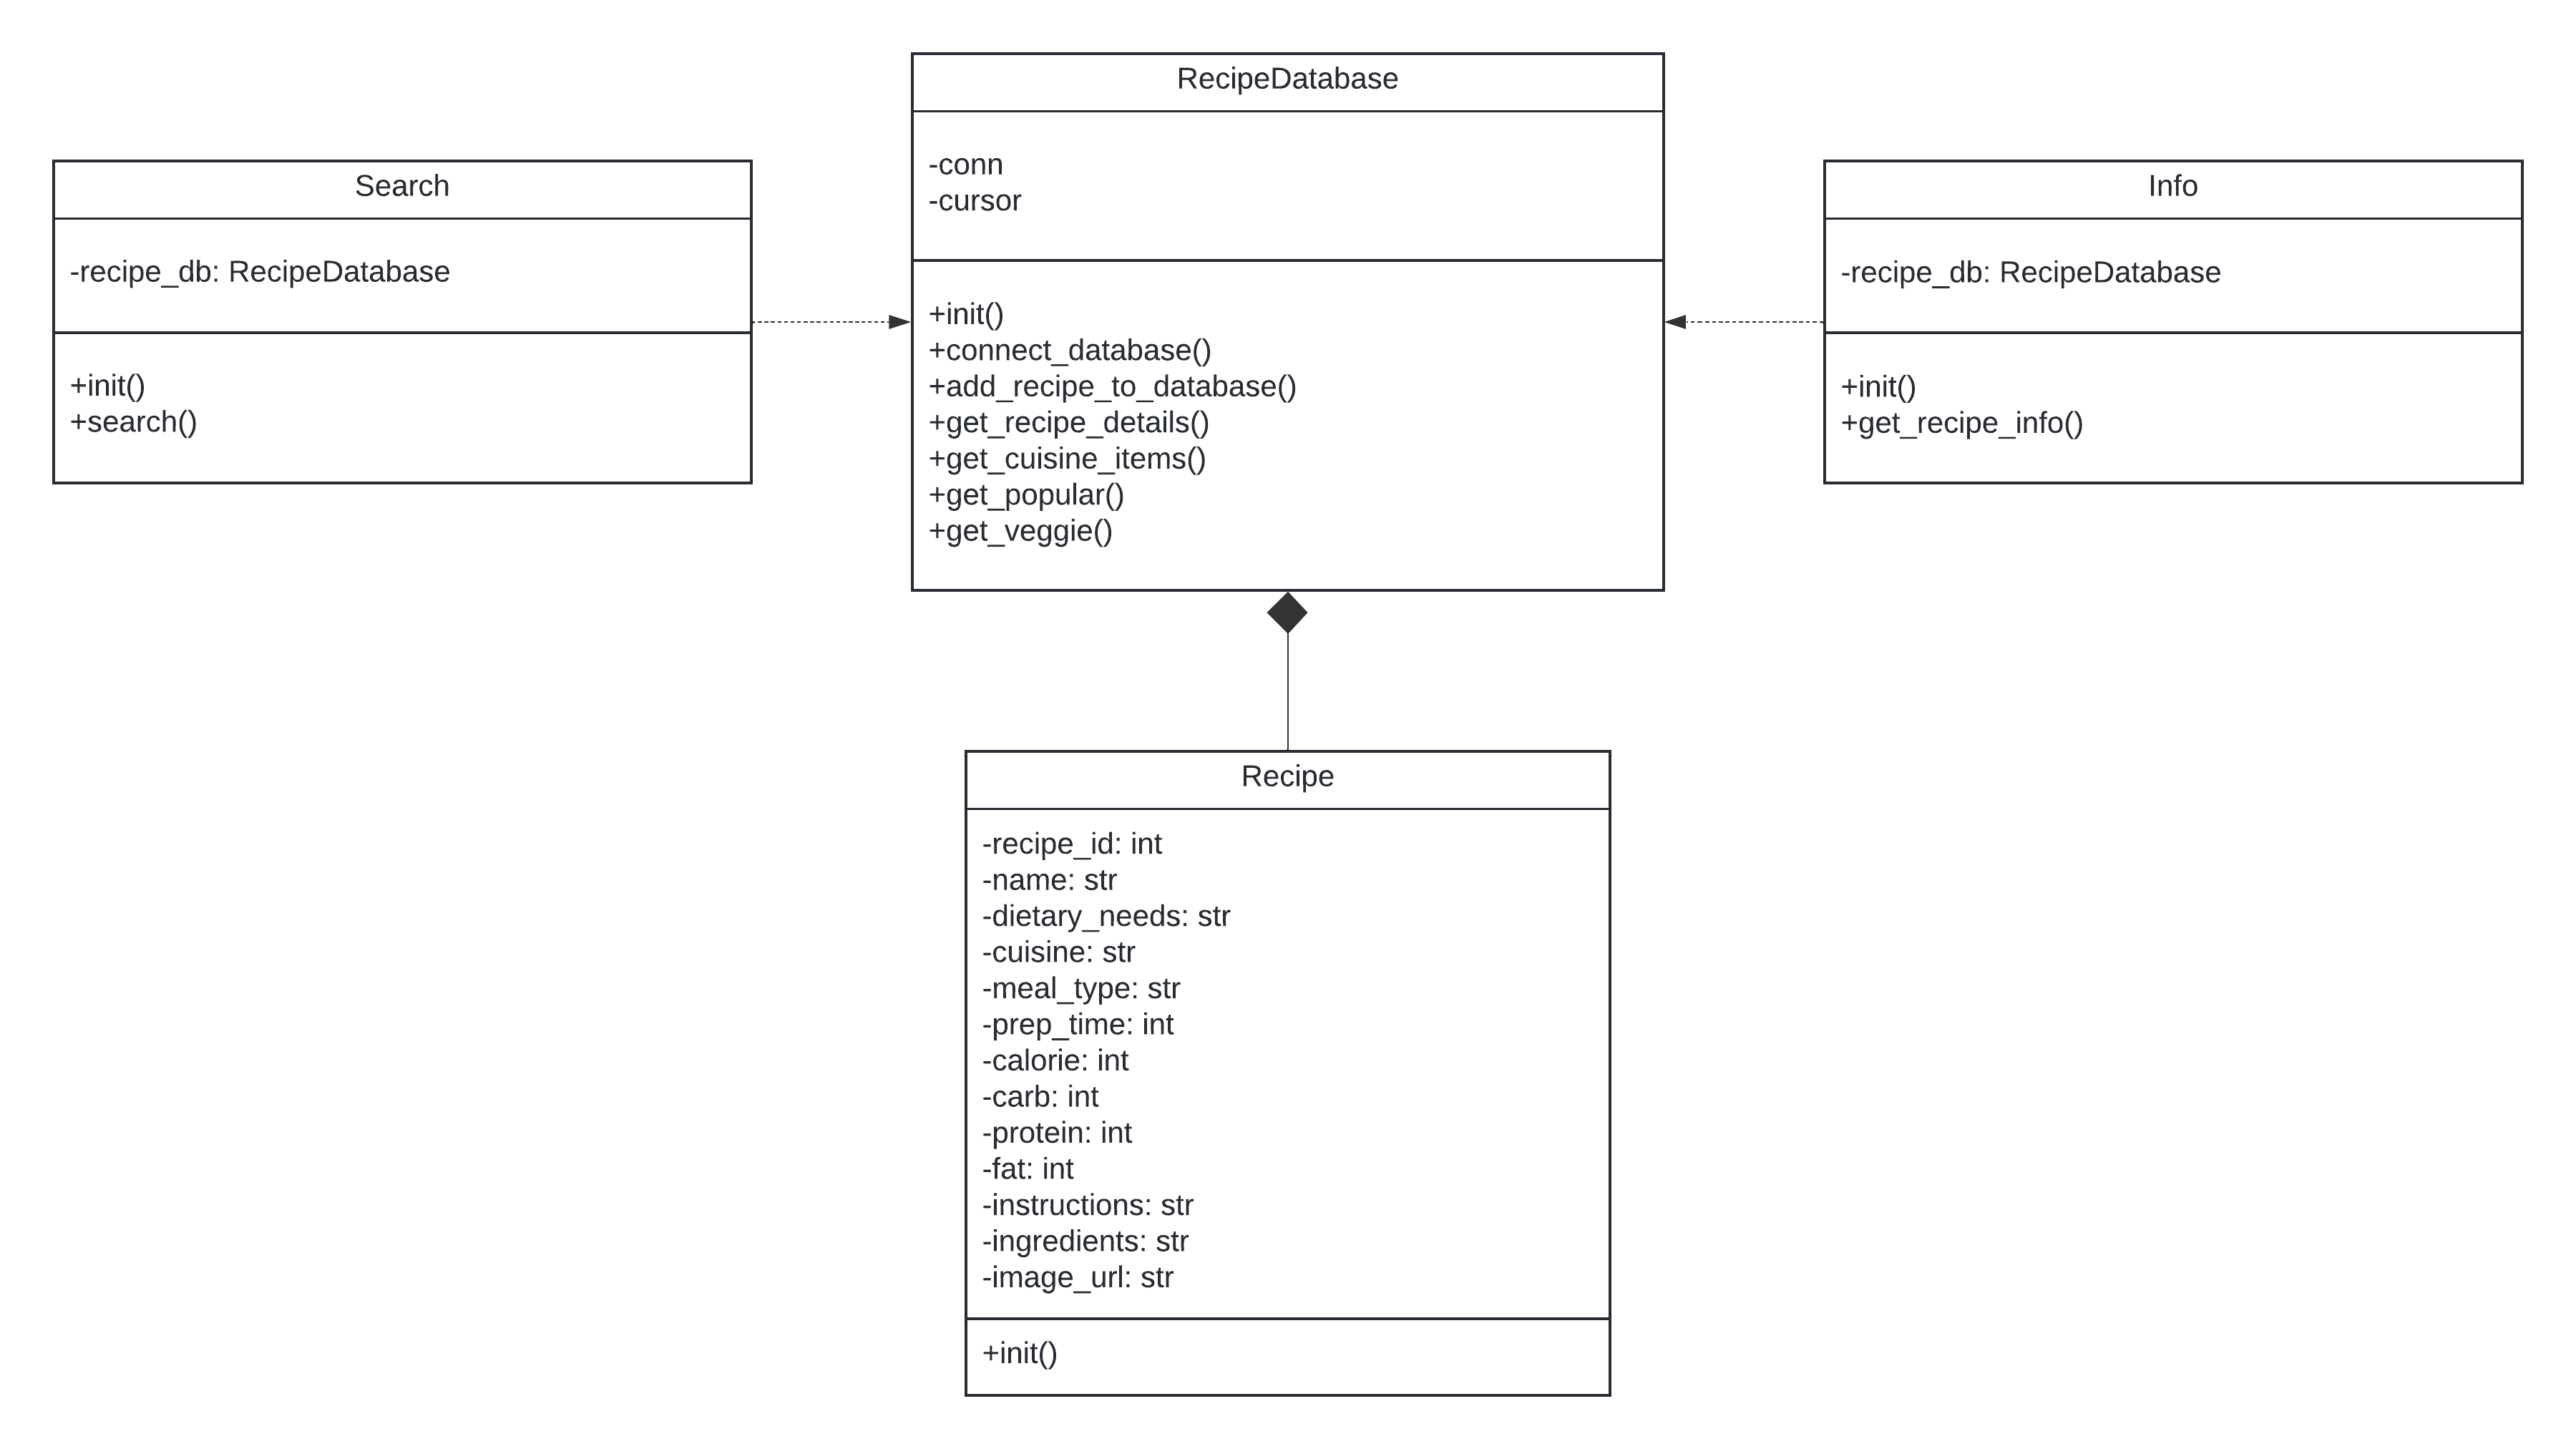 RecipeDatabase
-conn
-cursor
+init()
+connect_database()
+add_recipe_to_database()
+get_recipe_details()
+get_cuisine_items()
+get_popular()
+get_veggie()
Search
-recipe_db: RecipeDatabase
+init()
+search()
Info
-recipe_db: RecipeDatabase
+init()
+get_recipe_info()
Recipe
-recipe_id: int
-name: str
-dietary_needs: str
-cuisine: str
-meal_type: str
-prep_time: int
-calorie: int
-carb: int
-protein: int
-fat: int
-instructions: str
-ingredients: str
-image_url: str
+init()